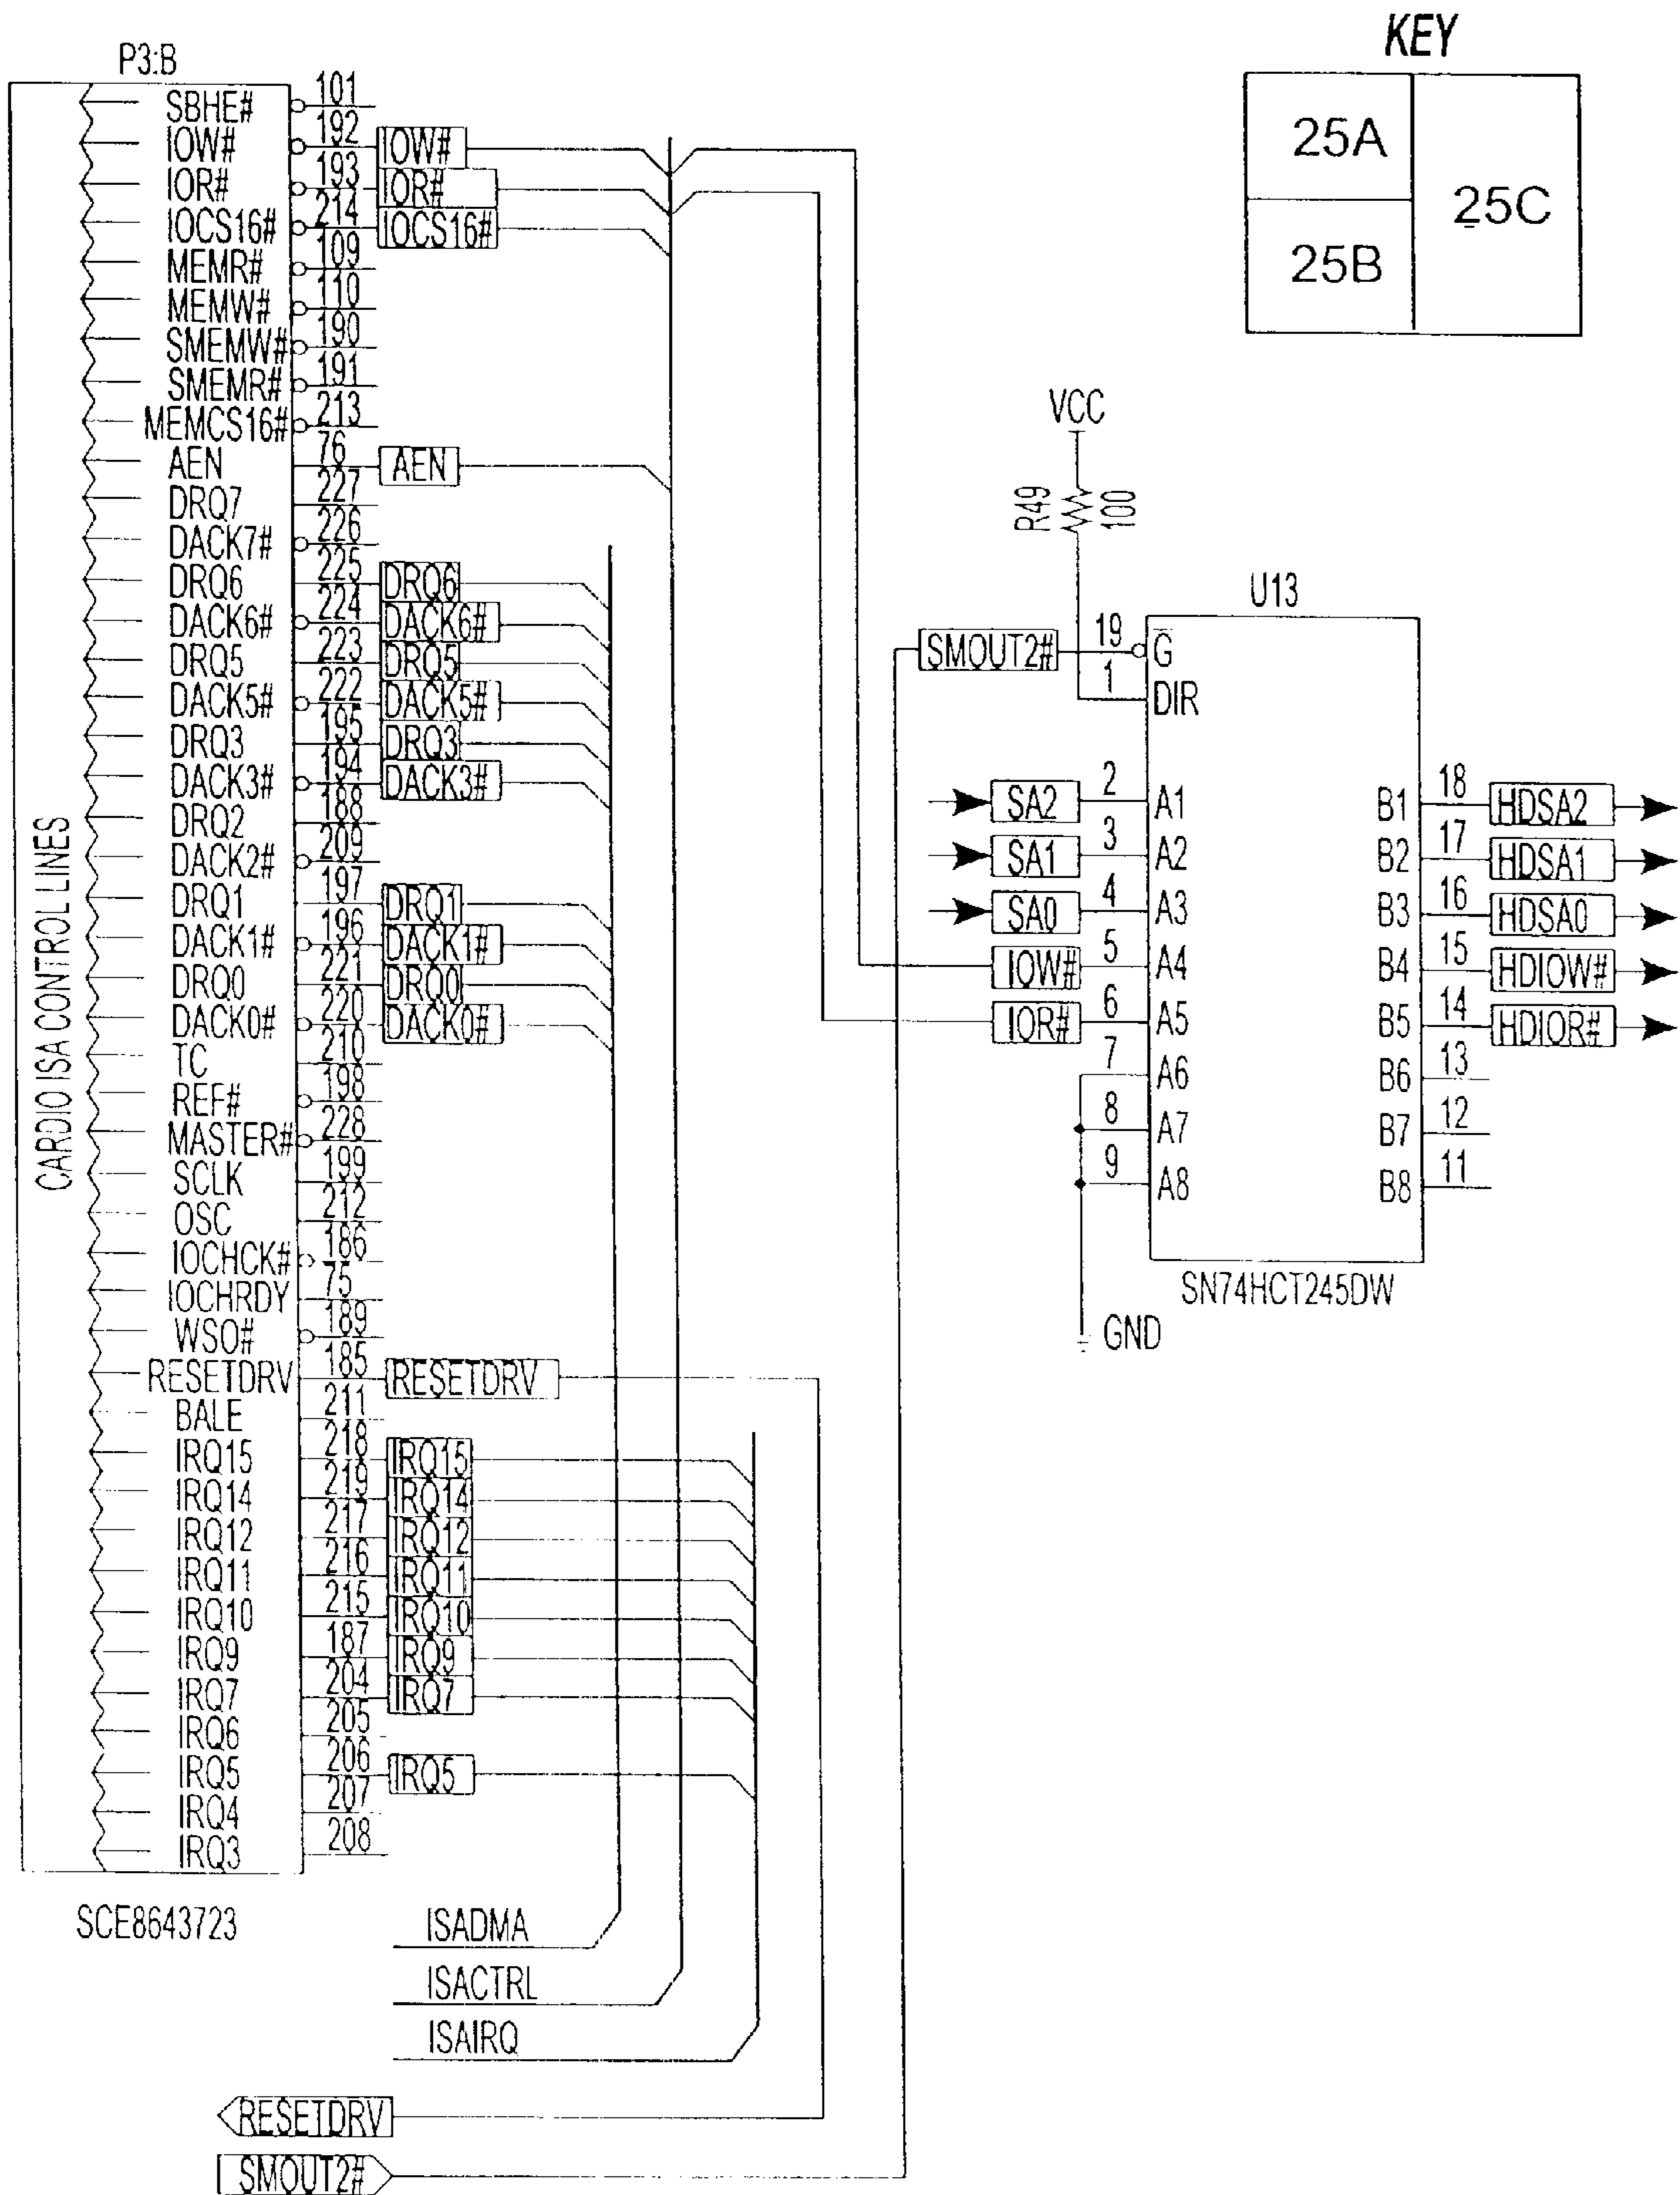 KEY
25A
25B
25C
P3:B
CARDIO ISA CONTROL LINES
SBHE# 101
IOW# 192 IOW#
IOR# 193 IOR#
IOCS16# 214 IOCS16#
MEMR# 109
MEMW# 110
SMEMW# 190
SMEMR# 191
MEMCS16# 213
AEN 76 AEN
DRQ7 227
DACK7# 226
DRQ6 225 DRQ6
DACK6# 224 DACK6#
DRQ5 223 DRQ5
DACK5# 222 DACK5#
DRQ3 195 DRQ3
DACK3# 194 DACK3#
DRQ2 188
DACK2# 209
DRQ1 197 DRQ1
DACK1# 196 DACK1#
DRQ0 221 DRQ0
DACK0# 220 DACK0#
TC 210
REF# 198
MASTER# 228
SCLK 199
OSC 212
IOCHCK# 186
IOCHRDY 75
WSO# 189
RESETDRV 185 RESETDRV
BALE 211
IRQ15 218 IRQ15
IRQ14 219 IRQ14
IRQ12 217 IRQ12
IRQ11 216 IRQ11
IRQ10 215 IRQ10
IRQ9 187 IRQ9
IRQ7 204 IRQ7
IRQ6 205
IRQ5 206 IRQ5
IRQ4 207
IRQ3 208
SCE8643723
ISADMA
ISACTRL
ISAIRQ
RESETDRV
SMOUT2#
VCC
R49
100
U13
SMOUT2# 19 G
1 DIR
SA2 2 A1 B1 18 HDSA2
SA1 3 A2 B2 17 HDSA1
SA0 4 A3 B3 16 HDSA0
IOW# 5 A4 B4 15 HDIOW#
IOR# 6 A5 B5 14 HDIOR#
7 A6 B6 13
8 A7 B7 12
9 A8 B8 11
SN74HCT245DW
GND